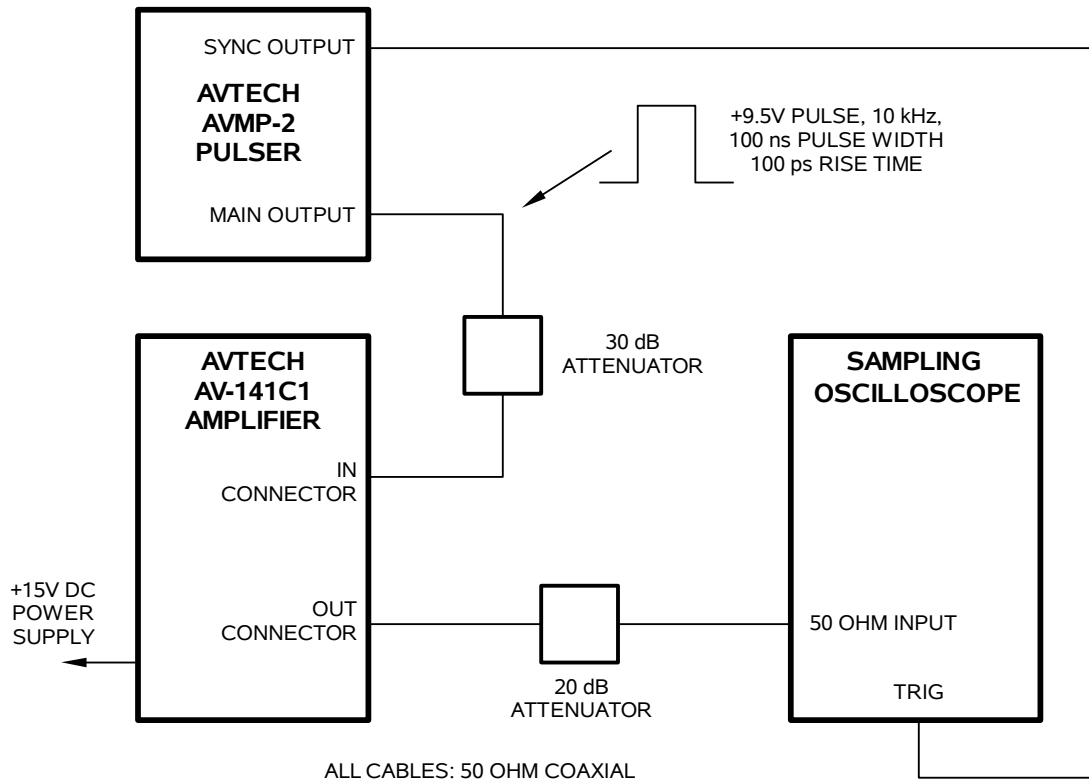 SYNC OUTPUT
AVTECH
AVMP-2
PULSER
MAIN OUTPUT
+9.5V PULSE, 10 kHz,
100 ns PULSE WIDTH
100 ps RISE TIME
30 dB
ATTENUATOR
AVTECH
AV-141C1
AMPLIFIER
IN
CONNECTOR
OUT
CONNECTOR
+15V DC
POWER
SUPPLY
20 dB
ATTENUATOR
SAMPLING
OSCILLOSCOPE
50 OHM INPUT
TRIG
ALL CABLES: 50 OHM COAXIAL